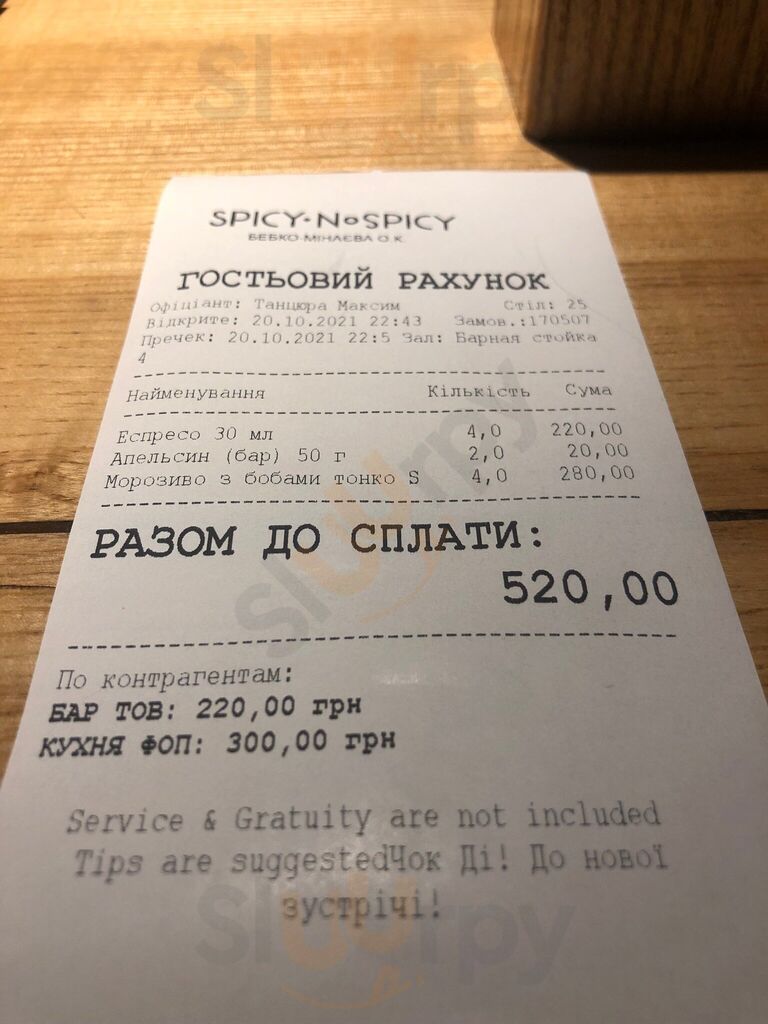 SPICY·NoSPICY
БЕБКО-МІНАЄВА О.К.
ГОСТЬОВИЙ РАХУНОК
Офіціант: Танцюра Максим Стіл: 25
Відкрите: 20.10.2021 22:43 Замов.:170507
Пречек: 20.10.2021 22:5 Зал: Барная стойка
4
Найменування Кількість Сума
Еспресо 30 мл 4,0 220,00
Апельсин (бар) 50 г 2,0 20,00
Морозиво з бобами тонко S 4,0 280,00
РАЗОМ ДО СПЛАТИ:
520,00
По контрагентам:
БАР ТОВ: 220,00 грн
КУХНЯ ФОП: 300,00 грн
Service & Gratuity are not included
Tips are suggestedЧок Ді! До нової
зустрічі!
sluurpy
sluurpy
sluurpy